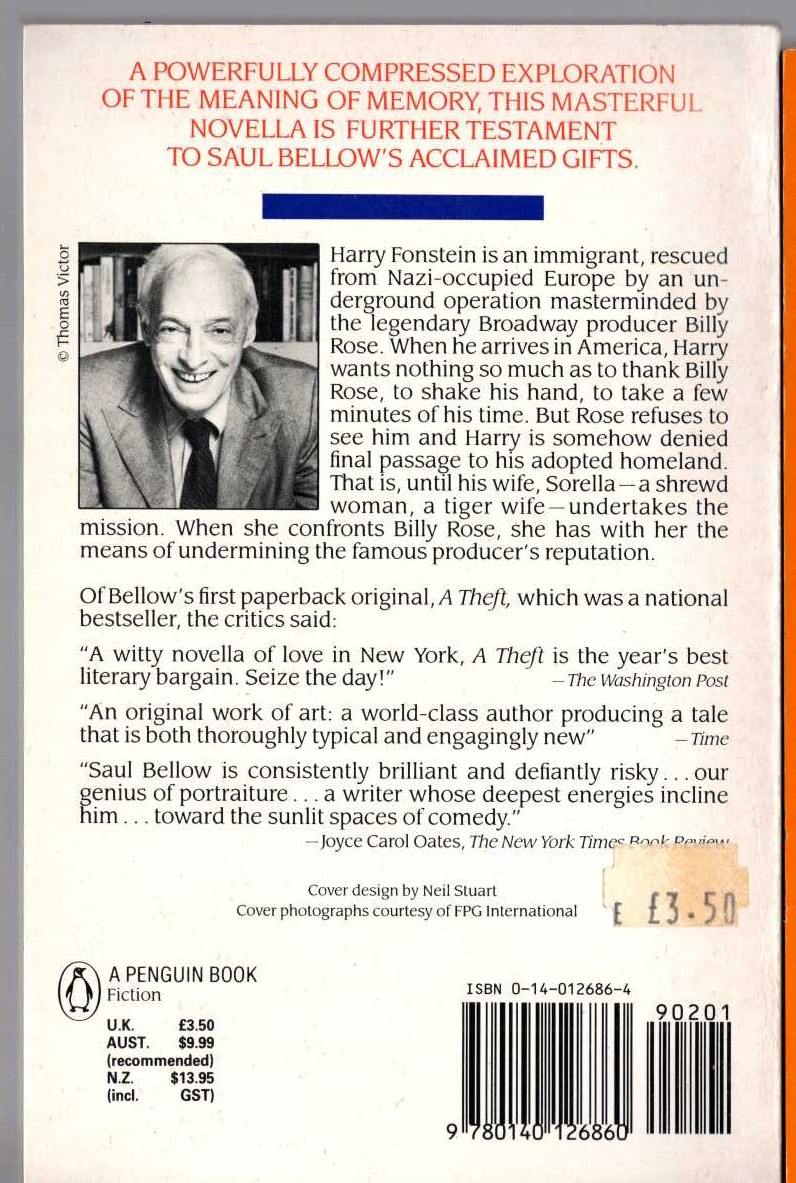 A POWERFULLY COMPRESSED EXPLORATION
OF THE MEANING OF MEMORY, THIS MASTERFUL
NOVELLA IS FURTHER TESTAMENT
TO SAUL BELLOW'S ACCLAIMED GIFTS.
© Thomas Victor
Harry Fonstein is an immigrant, rescued
from Nazi-occupied Europe by an un-
derground operation masterminded by
the legendary Broadway producer Billy
Rose. When he arrives in America, Harry
wants nothing so much as to thank Billy
Rose, to shake his hand, to take a few
minutes of his time. But Rose refuses to
see him and Harry is somehow denied
final passage to his adopted homeland.
That is, until his wife, Sorella—a shrewd
woman, a tiger wife—undertakes the
mission. When she confronts Billy Rose, she has with her the
means of undermining the famous producer's reputation.
Of Bellow's first paperback original, A Theft, which was a national
bestseller, the critics said:
"A witty novella of love in New York, A Theft is the year's best
literary bargain. Seize the day!" —The Washington Post
"An original work of art: a world-class author producing a tale
that is both thoroughly typical and engagingly new" —Time
"Saul Bellow is consistently brilliant and defiantly risky . . . our
genius of portraiture . . . a writer whose deepest energies incline
him . . . toward the sunlit spaces of comedy."
—Joyce Carol Oates, The New York Times Book Review
Cover design by Neil Stuart
Cover photographs courtesy of FPG International
£3.50
A PENGUIN BOOK
Fiction
U.K. £3.50
AUST. $9.99
(recommended)
N.Z. $13.95
(incl. GST)
ISBN 0-14-012686-4
90201
9 780140 126860